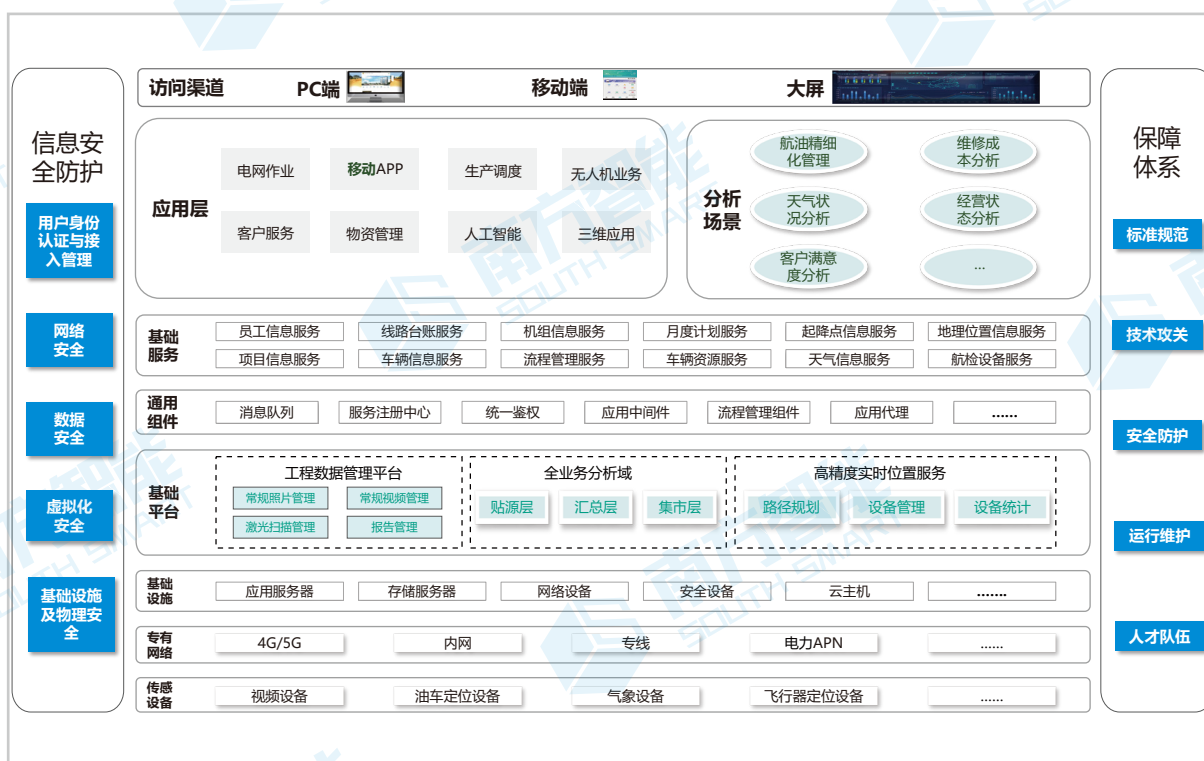 访问渠道
PC端
移动端
大屏
信息安
全防护
用户身份
认证与接
入管理
网络
安全
数据
安全
虚拟化
安全
基础设施
及物理安
全
应用层
电网作业
移动APP
生产调度
无人机业务
客户服务
物资管理
人工智能
三维应用
分析
场景
航油精细
化管理
维修成
本分析
天气状
况分析
经营状
态分析
客户满意
度分析
...
基础
服务
员工信息服务
线路台账服务
机组信息服务
月度计划服务
起降点信息服务
地理位置信息服务
项目信息服务
车辆信息服务
流程管理服务
车辆资源服务
天气信息服务
航检设备服务
通用
组件
消息队列
服务注册中心
统一鉴权
应用中间件
流程管理组件
应用代理
......
基础
平台
工程数据管理平台
常规照片管理
常规视频管理
激光扫描管理
报告管理
全业务分析域
贴源层
汇总层
集市层
高精度实时位置服务
路径规划
设备管理
设备统计
基础
设施
应用服务器
存储服务器
网络设备
安全设备
云主机
.......
专有
网络
4G/5G
内网
专线
电力APN
......
传感
设备
视频设备
油车定位设备
气象设备
飞行器定位设备
......
保障
体系
标准规范
技术攻关
安全防护
运行维护
人才队伍
南方智能
SOUTH SMART